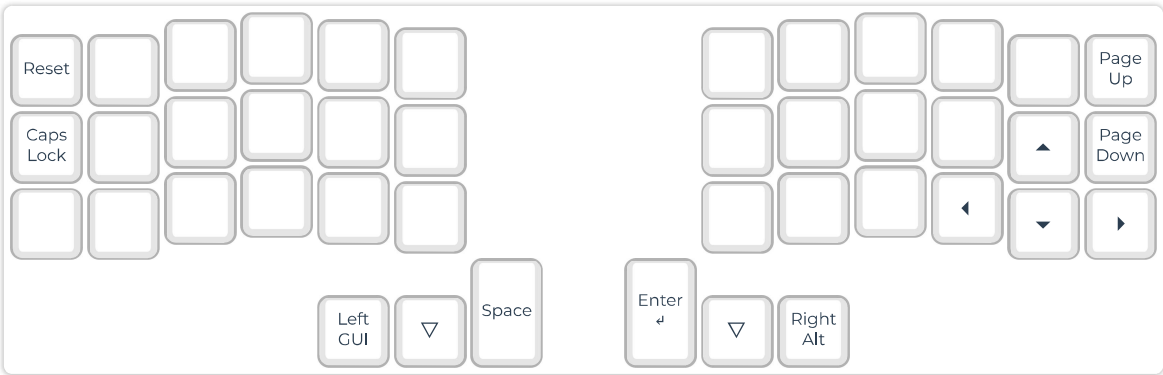 Reset
Page
Up
Caps
Lock
Page
Down
Space
Enter
↵
Left
GUI
Right
Alt